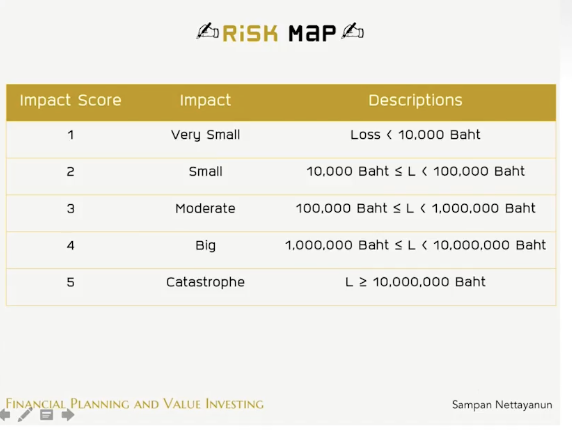 RiSK MaP
Impact Score Impact Descriptions
1 Very Small Loss < 10,000 Baht
2 Small 10,000 Baht ≤ L < 100,000 Baht
3 Moderate 100,000 Baht ≤ L < 1,000,000 Baht
4 Big 1,000,000 Baht ≤ L < 10,000,000 Baht
5 Catastrophe L ≥ 10,000,000 Baht
Financial Planning and Value Investing Sampan Nettayanun